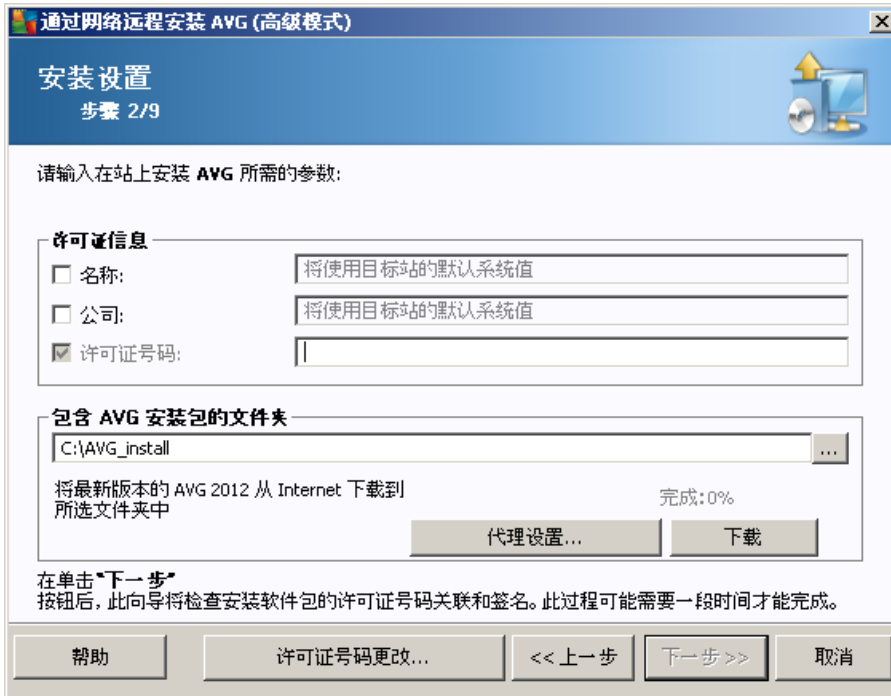 通过网络远程安装 AVG (高级模式)
安装设置
步骤 2/9
请输入在站上安装 AVG 所需的参数:
许可证信息
名称:
将使用目标站的默认系统值
公司:
将使用目标站的默认系统值
许可证号码:
包含 AVG 安装包的文件夹
C:\AVG_install
...
将最新版本的 AVG 2012 从 Internet 下载到
所选文件夹中
完成:0%
代理设置...
下载
在单击"下一步"
按钮后，此向导将检查安装软件包的许可证号码关联和签名。此过程可能需要一段时间才能完成。
帮助
许可证号码更改...
<< 上一步
下一步 >>
取消